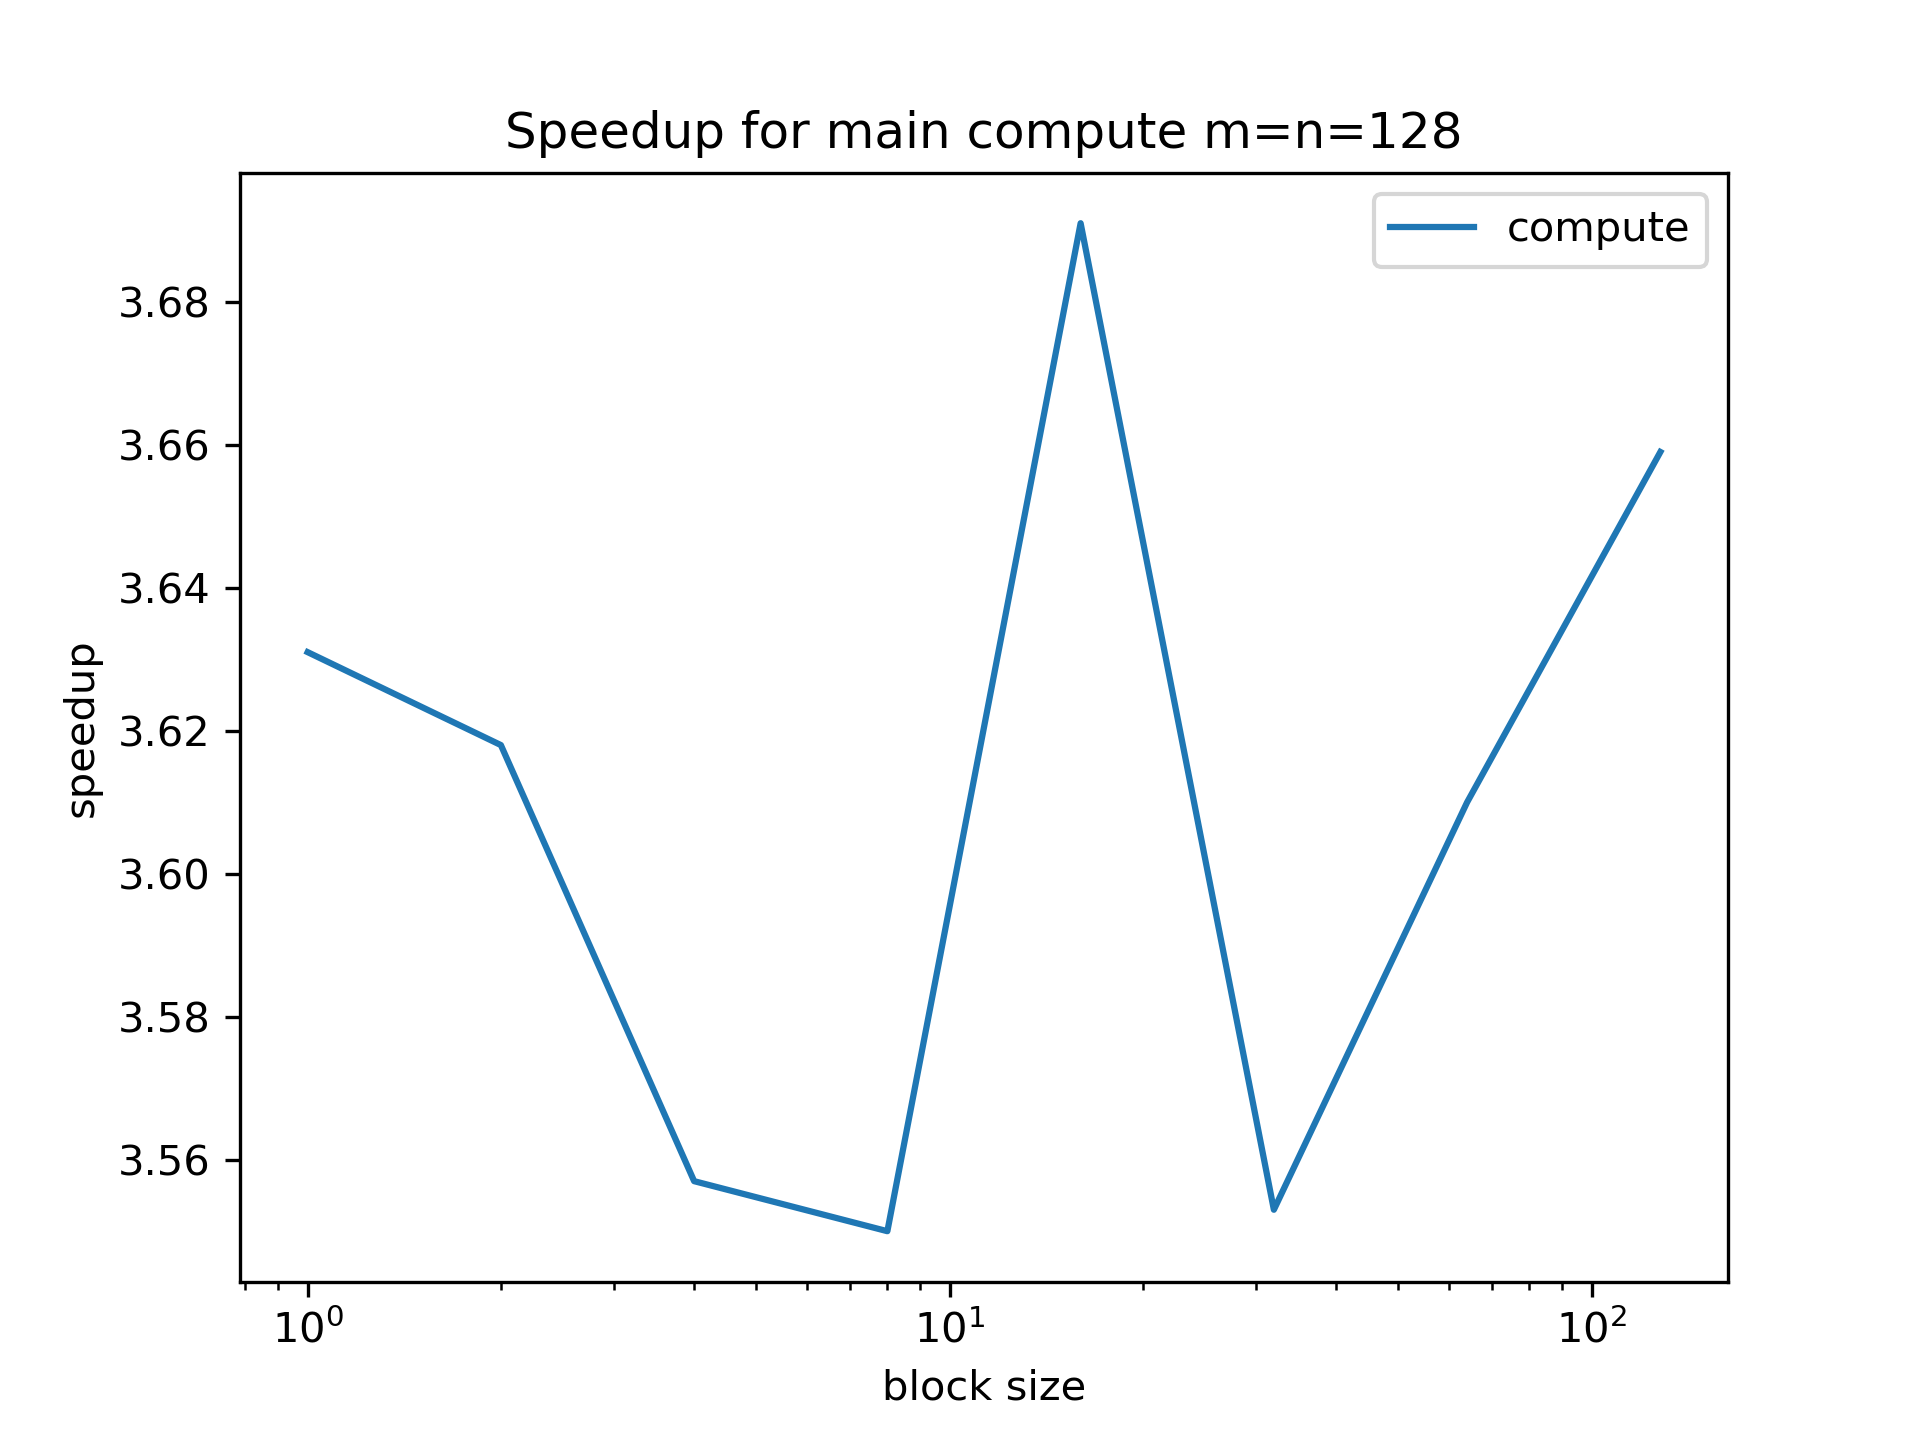 Speedup for main compute m=n=128
compute
3.68
3.66
3.64
3.62
3.60
3.58
3.56
speedup
10⁰ 10¹ 10²
block size